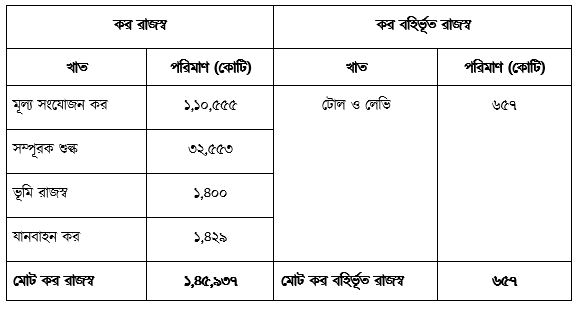 কর রাজস্ব কর বহির্ভূত রাজস্ব
খাত পরিমাণ (কোটি) খাত পরিমাণ (কোটি)
মূল্য সংযোজন কর ১,১০,৫৫৫ টোল ও লেভি ৬৫৭
সম্পূরক শুল্ক ৩২,৫৫৩
ভূমি রাজস্ব ১,৪০০
যানবাহন কর ১,৪২৯
মোট কর রাজস্ব ১,৪৫,৯৩৭ মোট কর বহির্ভূত রাজস্ব ৬৫৭